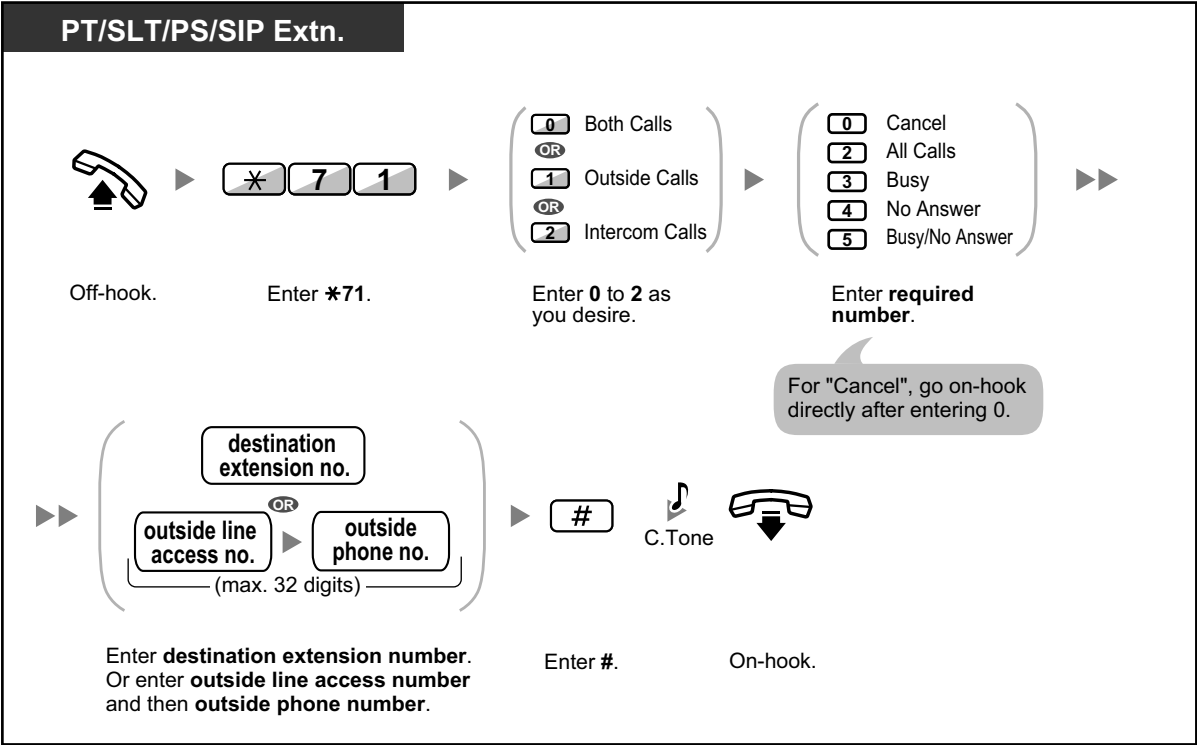 PT/SLT/PS/SIP Extn.
0 Both Calls
OR
1 Outside Calls
OR
2 Intercom Calls
0 Cancel
2 All Calls
3 Busy
4 No Answer
5 Busy/No Answer
* 7 1
Off-hook.
Enter *71.
Enter 0 to 2 as
you desire.
Enter required
number.
For "Cancel", go on-hook
directly after entering 0.
destination
extension no.
OR
outside line
access no.
outside
phone no.
(max. 32 digits)
#
C.Tone
Enter destination extension number.
Or enter outside line access number
and then outside phone number.
Enter #.
On-hook.